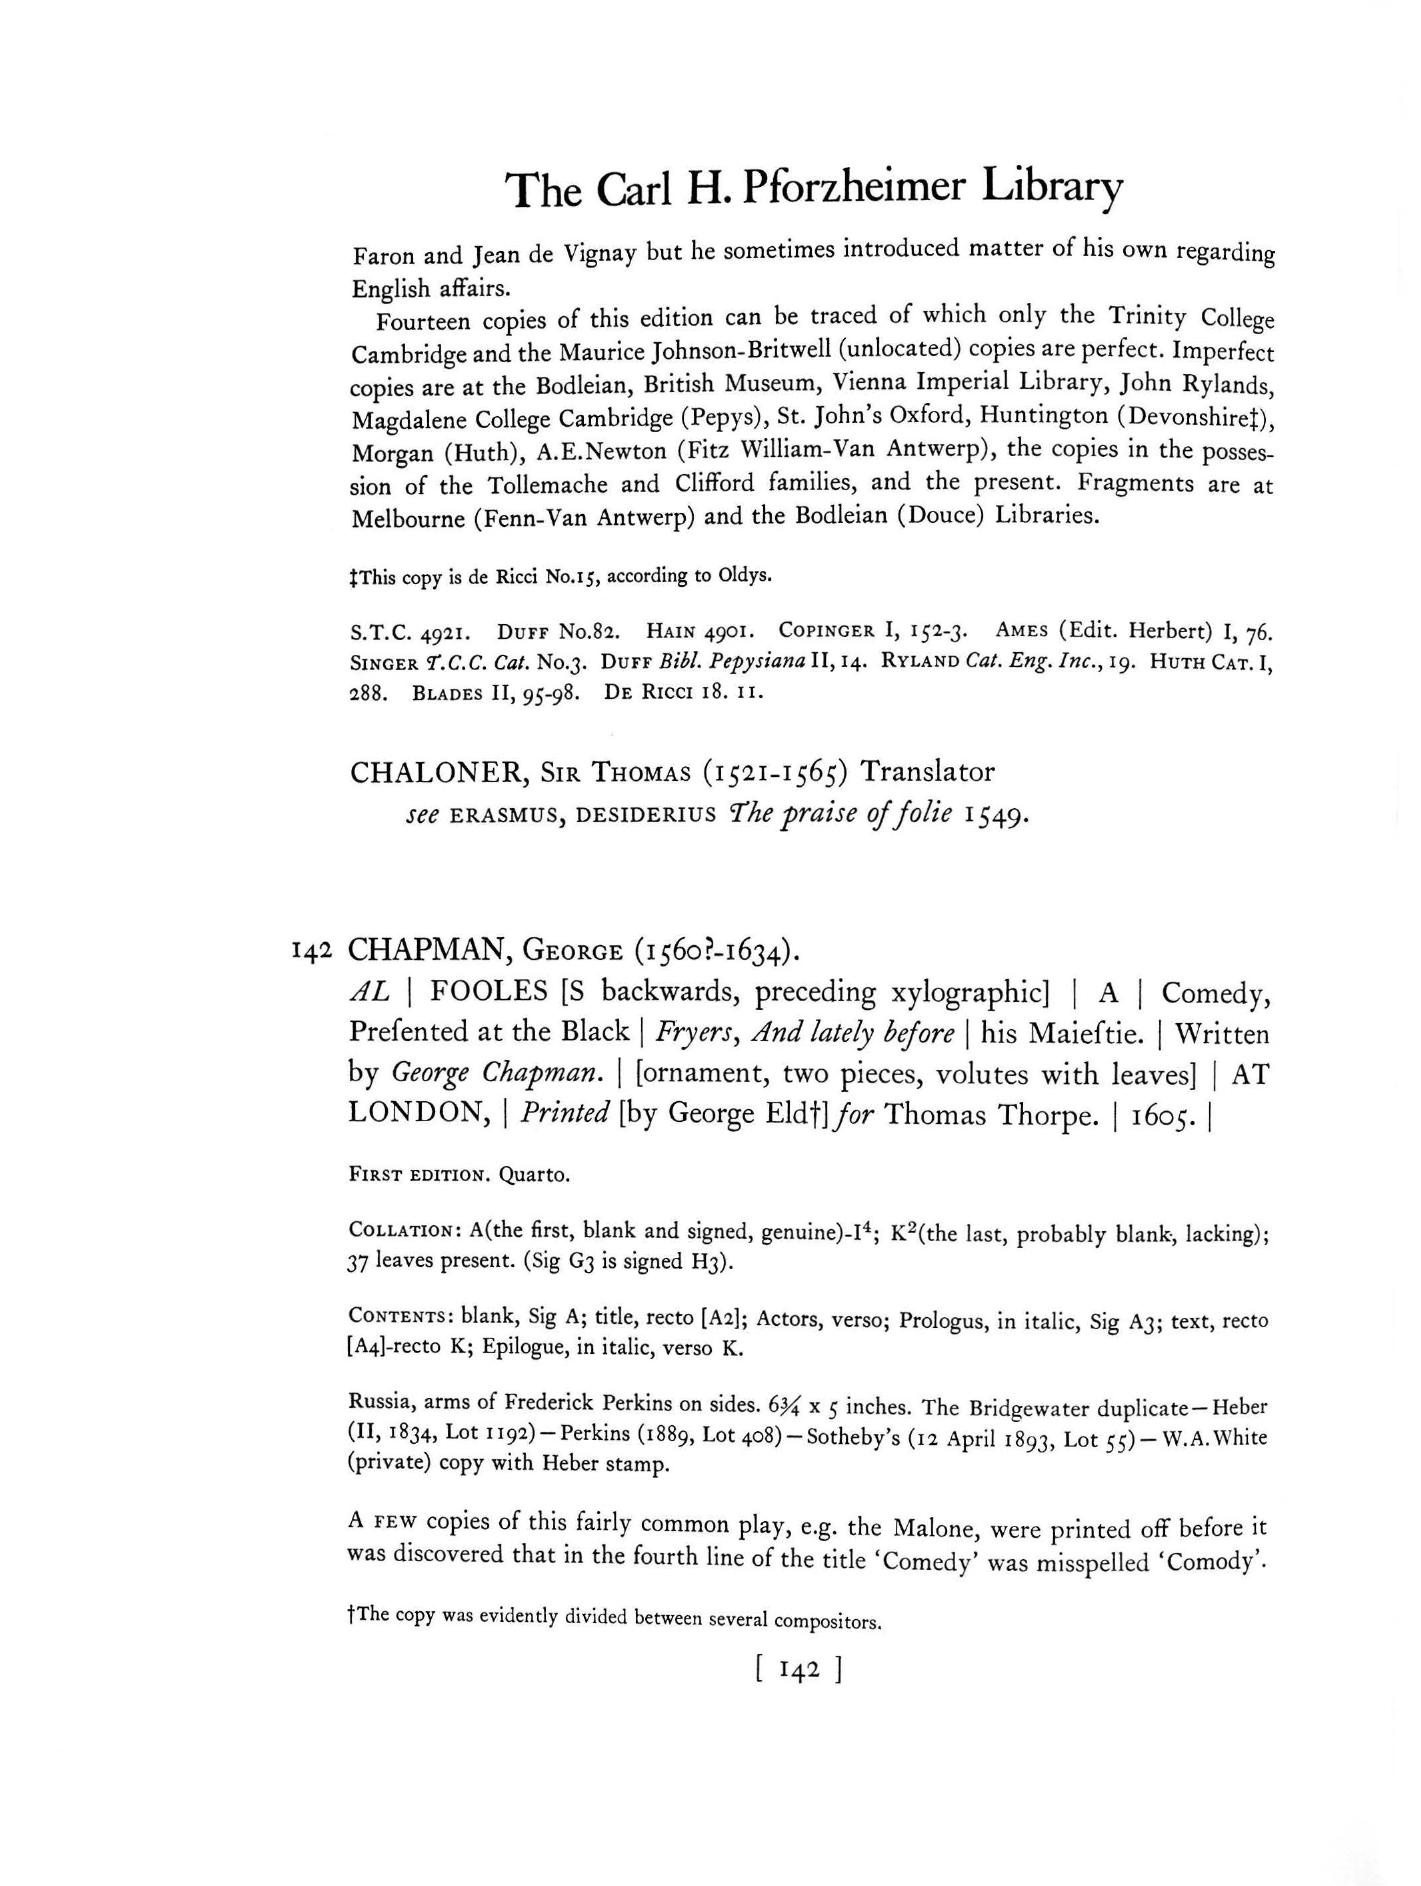 The Carl H. Pforzheimer Library
Faron and Jean de Vignay but he sometimes introduced matter of his own regarding
English affairs.
Fourteen copies of this edition can be traced of which only the Trinity College
Cambridge and the Maurice Johnson-Britwell (unlocated) copies are perfect. Imperfect
copies are at the Bodleian, British Museum, Vienna Imperial Library, John Rylands,
Magdalene College Cambridge (Pepys), St. John's Oxford, Huntington (Devonshire‡),
Morgan (Huth), A.E.Newton (Fitz William-Van Antwerp), the copies in the posses-
sion of the Tollemache and Clifford families, and the present. Fragments are at
Melbourne (Fenn-Van Antwerp) and the Bodleian (Douce) Libraries.
‡This copy is de Ricci No.15, according to Oldys.
S.T.C. 4921. DUFF No.82. HAIN 4901. COPINGER I, 152-3. AMES (Edit. Herbert) I, 76.
SINGER T.C.C. Cat. No.3. DUFF Bibl. Pepysiana II, 14. RYLAND Cat. Eng. Inc., 19. HUTH CAT. I,
288. BLADES II, 95-98. DE RICCI 18. 11.
CHALONER, SIR THOMAS (1521-1565) Translator
see ERASMUS, DESIDERIUS The praise of folie 1549.
142 CHAPMAN, GEORGE (1560?-1634).
AL | FOOLES [S backwards, preceding xylographic] | A | Comedy,
Preſented at the Black | Fryers, And lately before | his Maieſtie. | Written
by George Chapman. | [ornament, two pieces, volutes with leaves] | AT
LONDON, | Printed [by George Eld†] for Thomas Thorpe. | 1605. |
FIRST EDITION. Quarto.
COLLATION: A(the first, blank and signed, genuine)-I⁴; K²(the last, probably blank, lacking);
37 leaves present. (Sig G3 is signed H3).
CONTENTS: blank, Sig A; title, recto [A2]; Actors, verso; Prologus, in italic, Sig A3; text, recto
[A4]-recto K; Epilogue, in italic, verso K.
Russia, arms of Frederick Perkins on sides. 6¾ x 5 inches. The Bridgewater duplicate—Heber
(II, 1834, Lot 1192)—Perkins (1889, Lot 408)—Sotheby's (12 April 1893, Lot 55)—W.A.White
(private) copy with Heber stamp.
A FEW copies of this fairly common play, e.g. the Malone, were printed off before it
was discovered that in the fourth line of the title 'Comedy' was misspelled 'Comody'.
†The copy was evidently divided between several compositors.
[ 142 ]